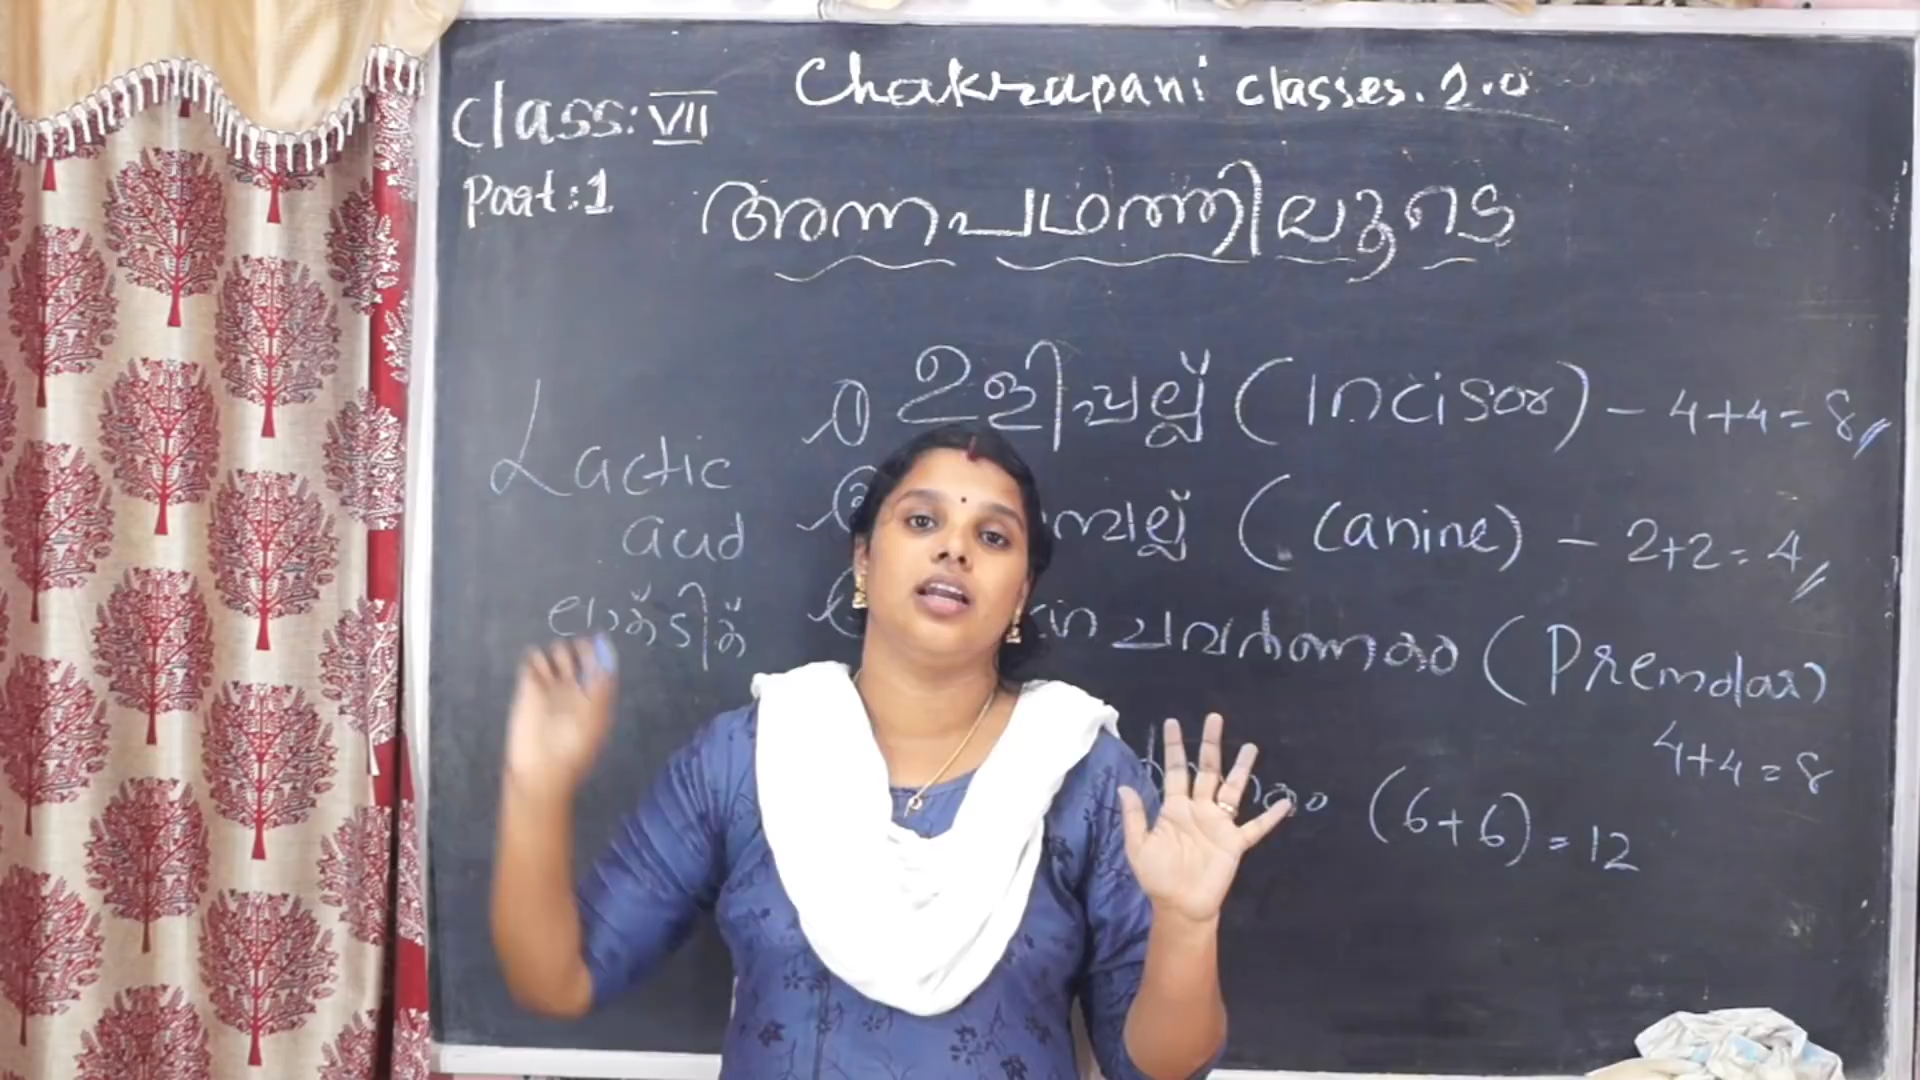 Chakrapani classes. 2.0
Class: VII
Part: 1
അന്നപഥത്തിലൂടെ
ഉളിപ്പല്ല് (Incisor) - 4+4=8
(canine) - 2+2=4
ചവർണകം (Premolar)
4+4=8
(6+6)=12
Lactic
acid
ലാക്ടിക്